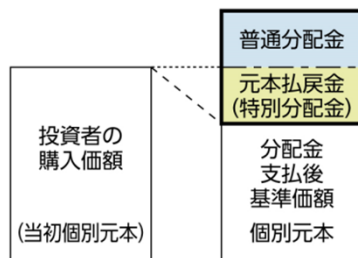 普通分配金
元本払戻金
(特別分配金)
投資者の
購入価額
(当初個別元本)
分配金
支払後
基準価額
個別元本